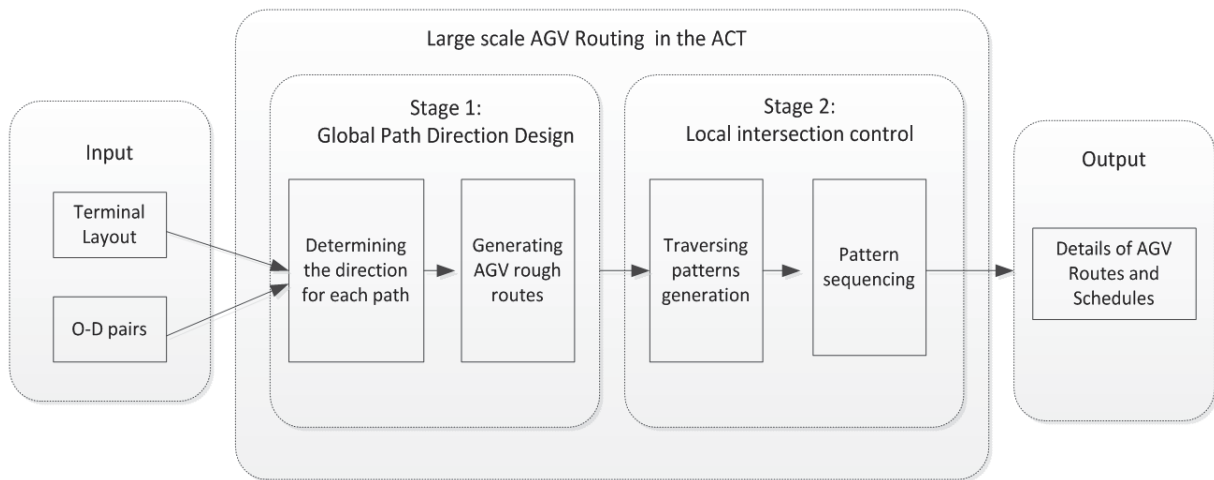 Large scale AGV Routing in the ACT
Input
Terminal
Layout
O-D pairs
Stage 1:
Global Path Direction Design
Determining
the direction
for each path
Generating
AGV rough
routes
Stage 2:
Local intersection control
Traversing
patterns
generation
Pattern
sequencing
Output
Details of AGV
Routes and
Schedules